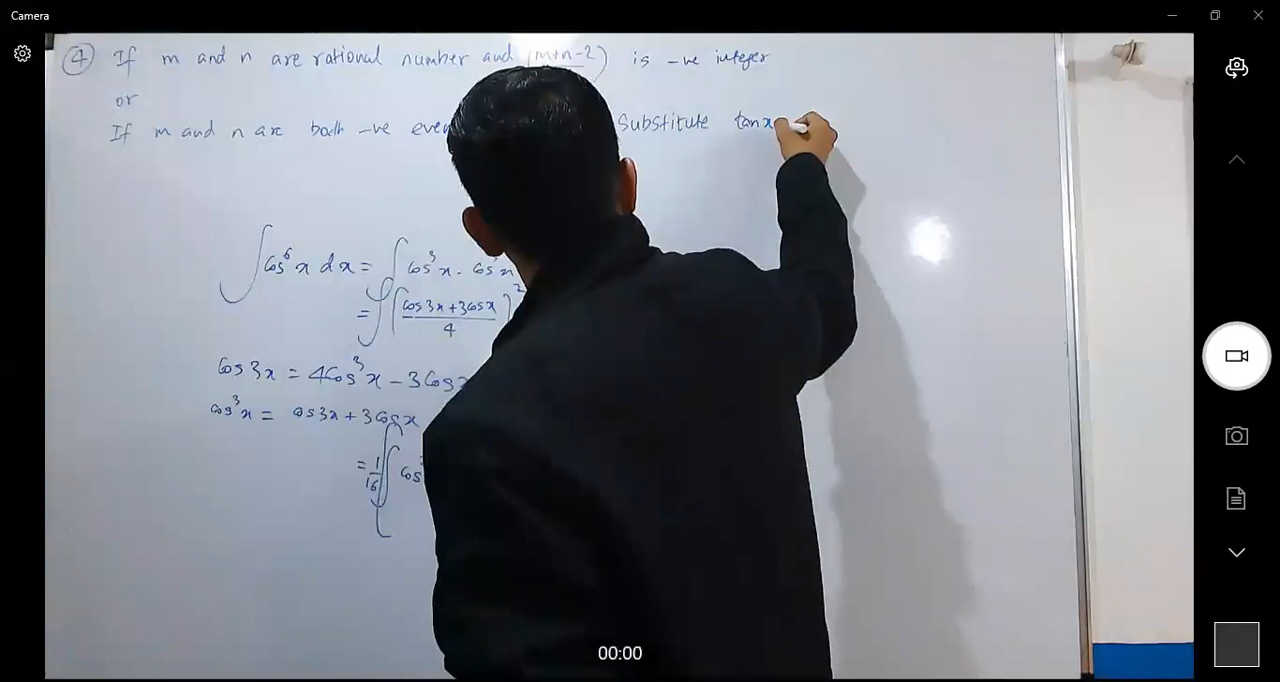 Camera
④ If m and n are rational number and (m+n-2) is -ve integer
or
If m and n are both -ve even Substitute tanx
∫cos⁶x dx = ∫cos³x · cos³x
= ∫(cos3x+3cosx / 4)²
Cos3x = 4Cos³x - 3Cosx
cos³x = cos3x+3cosx
= 1/16 ∫ cos
00:00